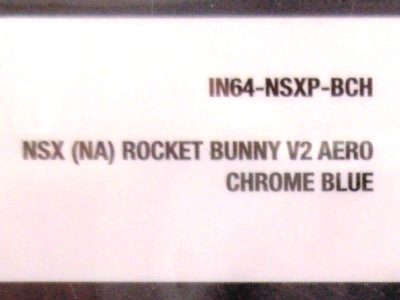 IN64-NSXP-BCH
NSX (NA) ROCKET BUNNY V2 AERO
CHROME BLUE